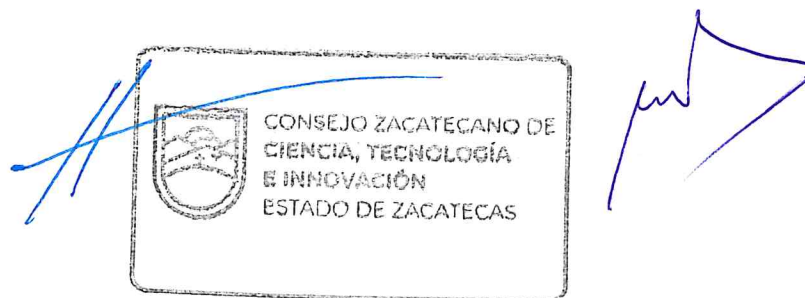 CONSEJO ZACATECANO DE
CIENCIA, TECNOLOGÍA
E INNOVACIÓN
ESTADO DE ZACATECAS